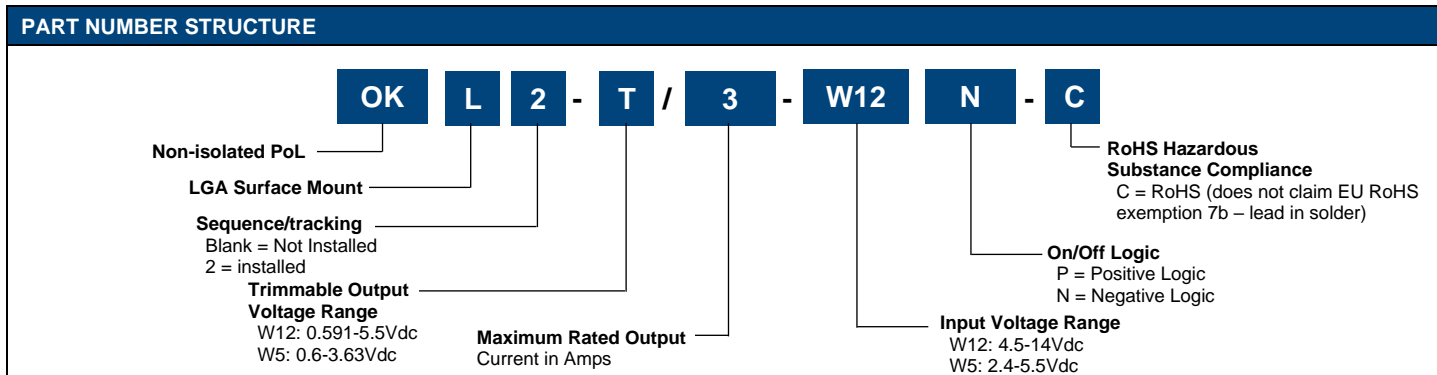 PART NUMBER STRUCTURE
OK L 2 - T / 3 - W12 N - C
Non-isolated PoL
LGA Surface Mount
Sequence/tracking
Blank = Not Installed
2 = installed
Trimmable Output
Voltage Range
W12: 0.591-5.5Vdc
W5: 0.6-3.63Vdc
Maximum Rated Output
Current in Amps
Input Voltage Range
W12: 4.5-14Vdc
W5: 2.4-5.5Vdc
On/Off Logic
P = Positive Logic
N = Negative Logic
RoHS Hazardous
Substance Compliance
C = RoHS (does not claim EU RoHS
exemption 7b – lead in solder)